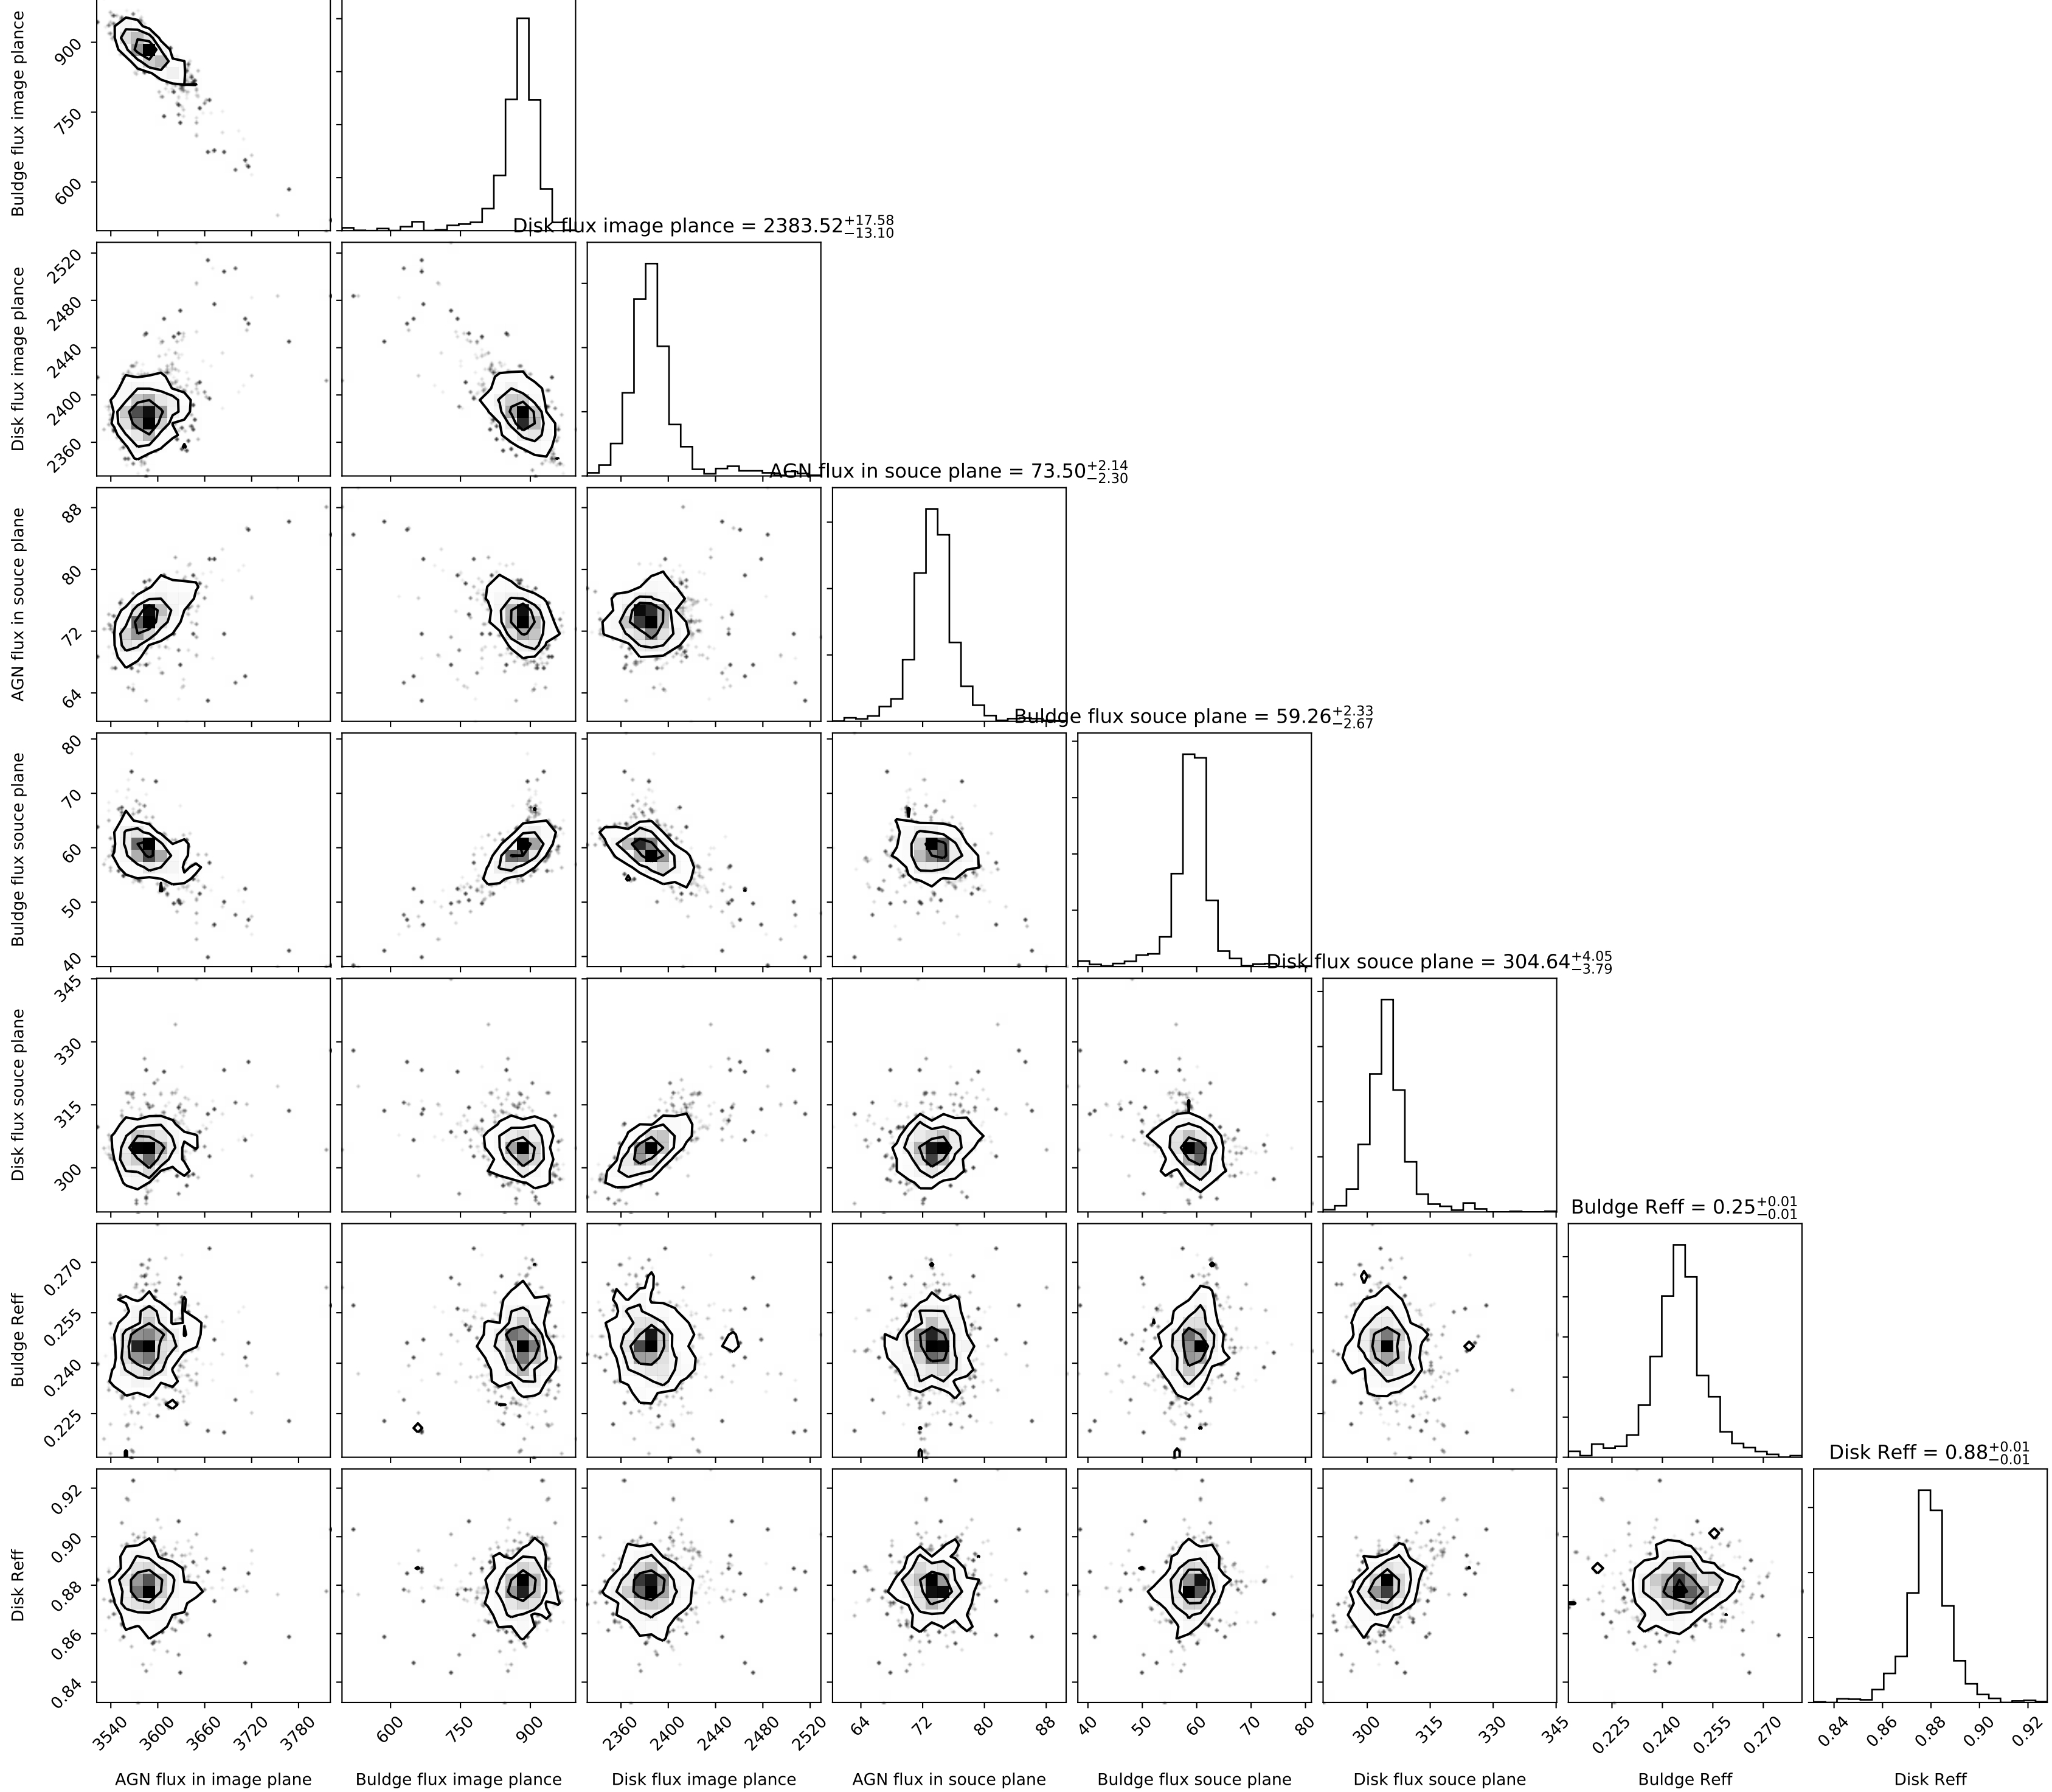 Buldge flux image plance
900
750
600
Disk flux image plance = 2383.52+17.58−13.10
Disk flux image plance
2520
2480
2440
2400
2360
AGN flux in souce plane = 73.50+2.14−2.30
AGN flux in souce plane
88
80
72
64
Buldge flux souce plane = 59.26+2.33−2.67
Buldge flux souce plane
80
70
60
50
40
Disk flux souce plane = 304.64+4.05−3.79
Disk flux souce plane
345
330
315
300
Buldge Reff = 0.25+0.01−0.01
Buldge Reff
0.270
0.255
0.240
0.225
Disk Reff = 0.88+0.01−0.01
Disk Reff
0.92
0.90
0.88
0.86
0.84
3540 3600 3660 3720 3780 600 750 900 2360 2400 2440 2480 2520 64 72 80 88 40 50 60 70 80 300 315 330 345 0.225 0.240 0.255 0.270 0.84 0.86 0.88 0.90 0.92
AGN flux in image plane Buldge flux image plance Disk flux image plance AGN flux in souce plane Buldge flux souce plane Disk flux souce plane Buldge Reff Disk Reff